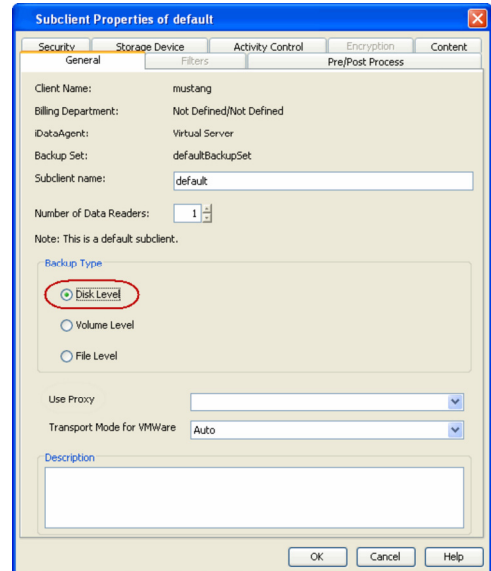 Subclient Properties of default
Security Storage Device Activity Control Encryption Content
General Filters Pre/Post Process
Client Name: mustang
Billing Department: Not Defined/Not Defined
iDataAgent: Virtual Server
Backup Set: defaultBackupSet
Subclient name: default
Number of Data Readers: 1
Note: This is a default subclient.
Backup Type
Disk Level
Volume Level
File Level
Use Proxy
Transport Mode for VMWare Auto
Description
OK Cancel Help